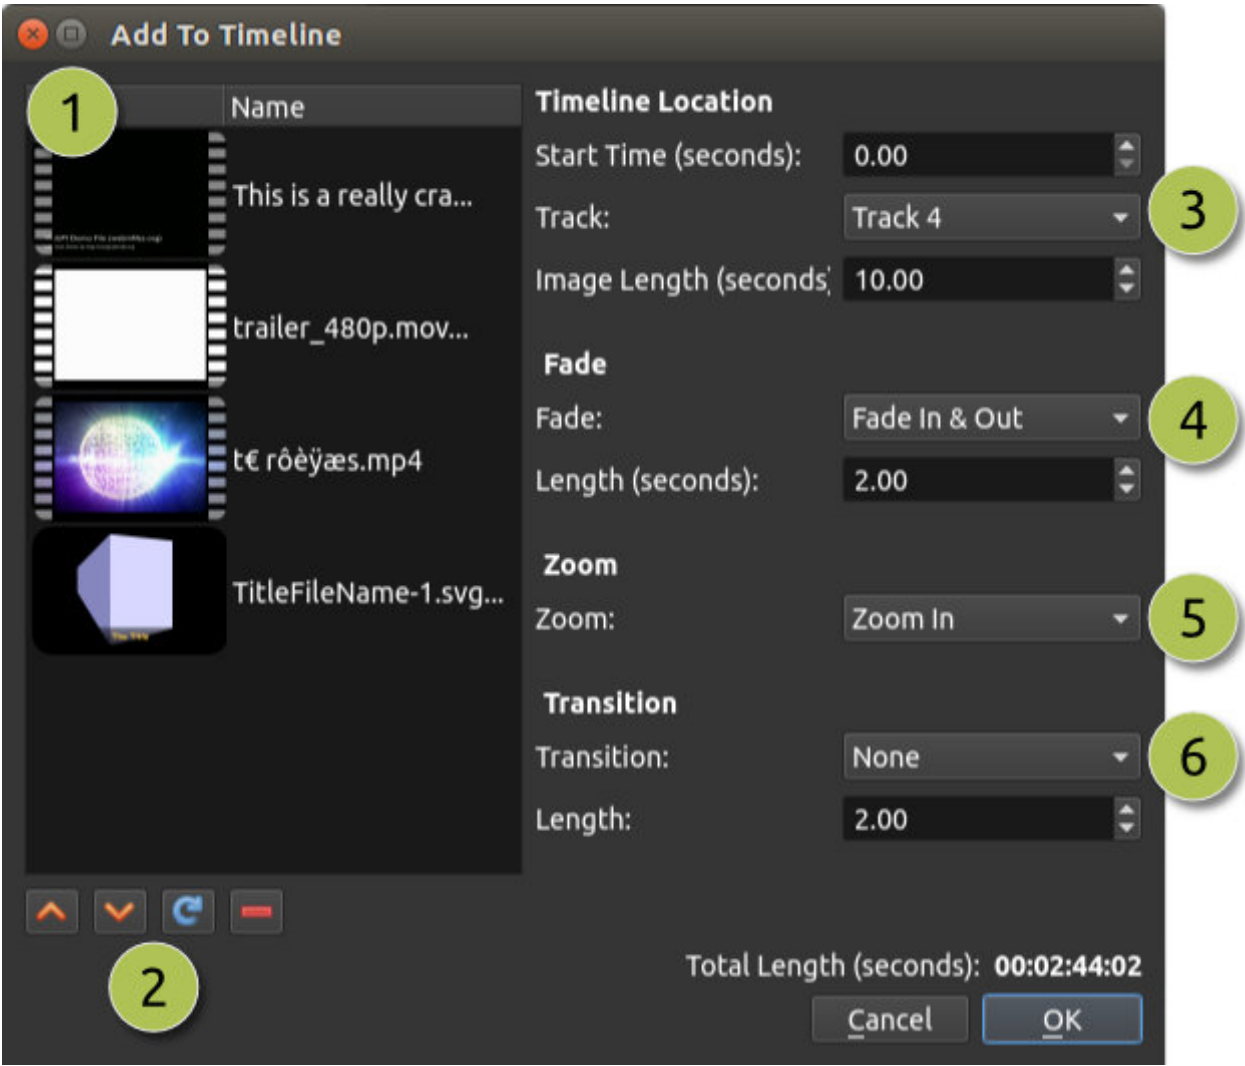 Add To Timeline
1
Name
This is a really cra...
trailer_480p.mov...
t€ rôèÿæs.mp4
TitleFileName-1.svg...
2
Timeline Location
Start Time (seconds): 0.00
Track: Track 4
3
Image Length (seconds
10.00
Fade
Fade: Fade In & Out
4
Length (seconds): 2.00
Zoom
Zoom: Zoom In
5
Transition
Transition: None
6
Length: 2.00
Total Length (seconds): 00:02:44:02
Cancel OK